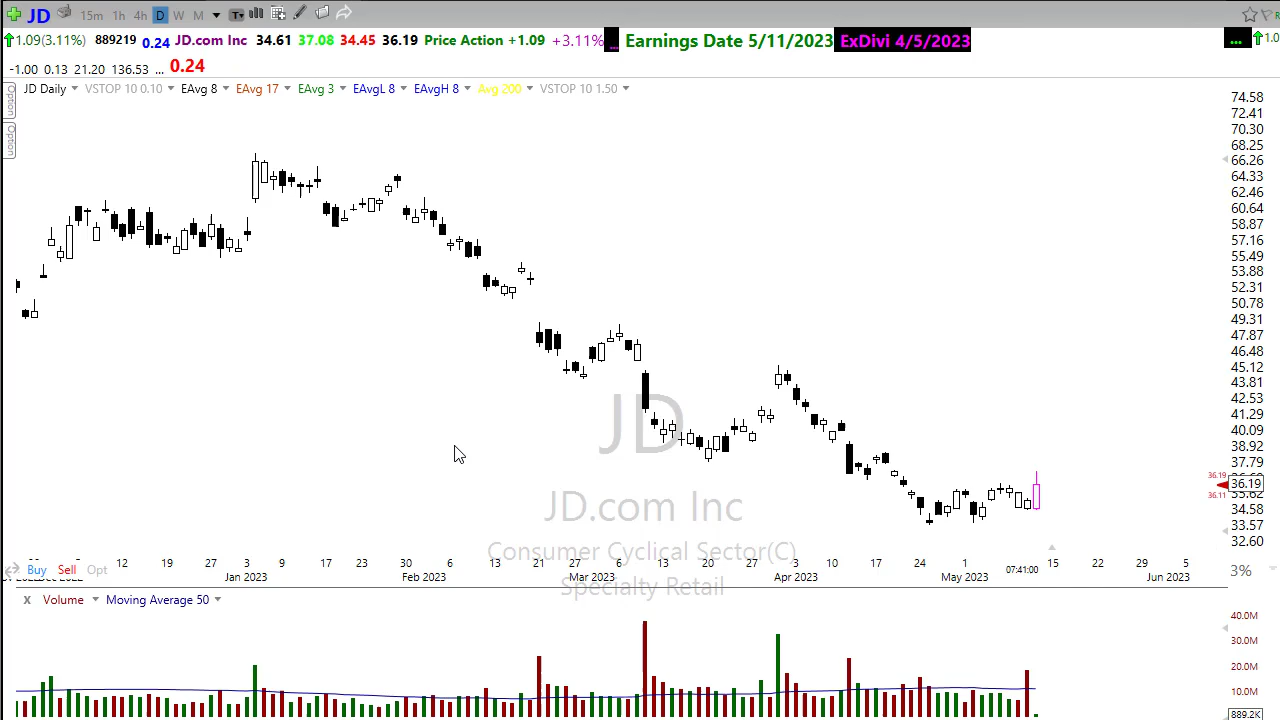 JD 15m 1h 4h D W M T
1.09(3.11%) 889219 0.24 JD.com Inc 34.61 37.08 34.45 36.19 Price Action +1.09 +3.11% ... Earnings Date 5/11/2023 ExDivi 4/5/2023 ... 1.0
-1.00 0.13 21.20 136.53 ... 0.24
JD Daily VSTOP 10 0.10 EAvg 8 EAvg 17 EAvg 3 EAvgL 8 EAvgH 8 Avg 200 VSTOP 10 1.50
Option
Option
74.58
72.41
70.30
68.25
66.26
64.33
62.46
60.64
58.87
57.16
55.49
53.88
52.31
50.78
49.31
47.87
46.48
45.12
43.81
42.53
41.29
40.09
38.92
37.79
36.19 36.19
36.11 35.62
34.58
33.57
32.60
JD
JD.com Inc
Consumer Cyclical Sector(C)
Specialty Retail
12 19 27 3 9 17 23 30 6 13 21 27 6 13 20 27 3 10 17 24 1 07:41:00 15 22 29 5
Buy Sell Opt 3%
Jan 2023 Feb 2023 Mar 2023 Apr 2023 May 2023 Jun 2023
X Volume Moving Average 50
40.0M
30.0M
20.0M
10.0M
889.2K